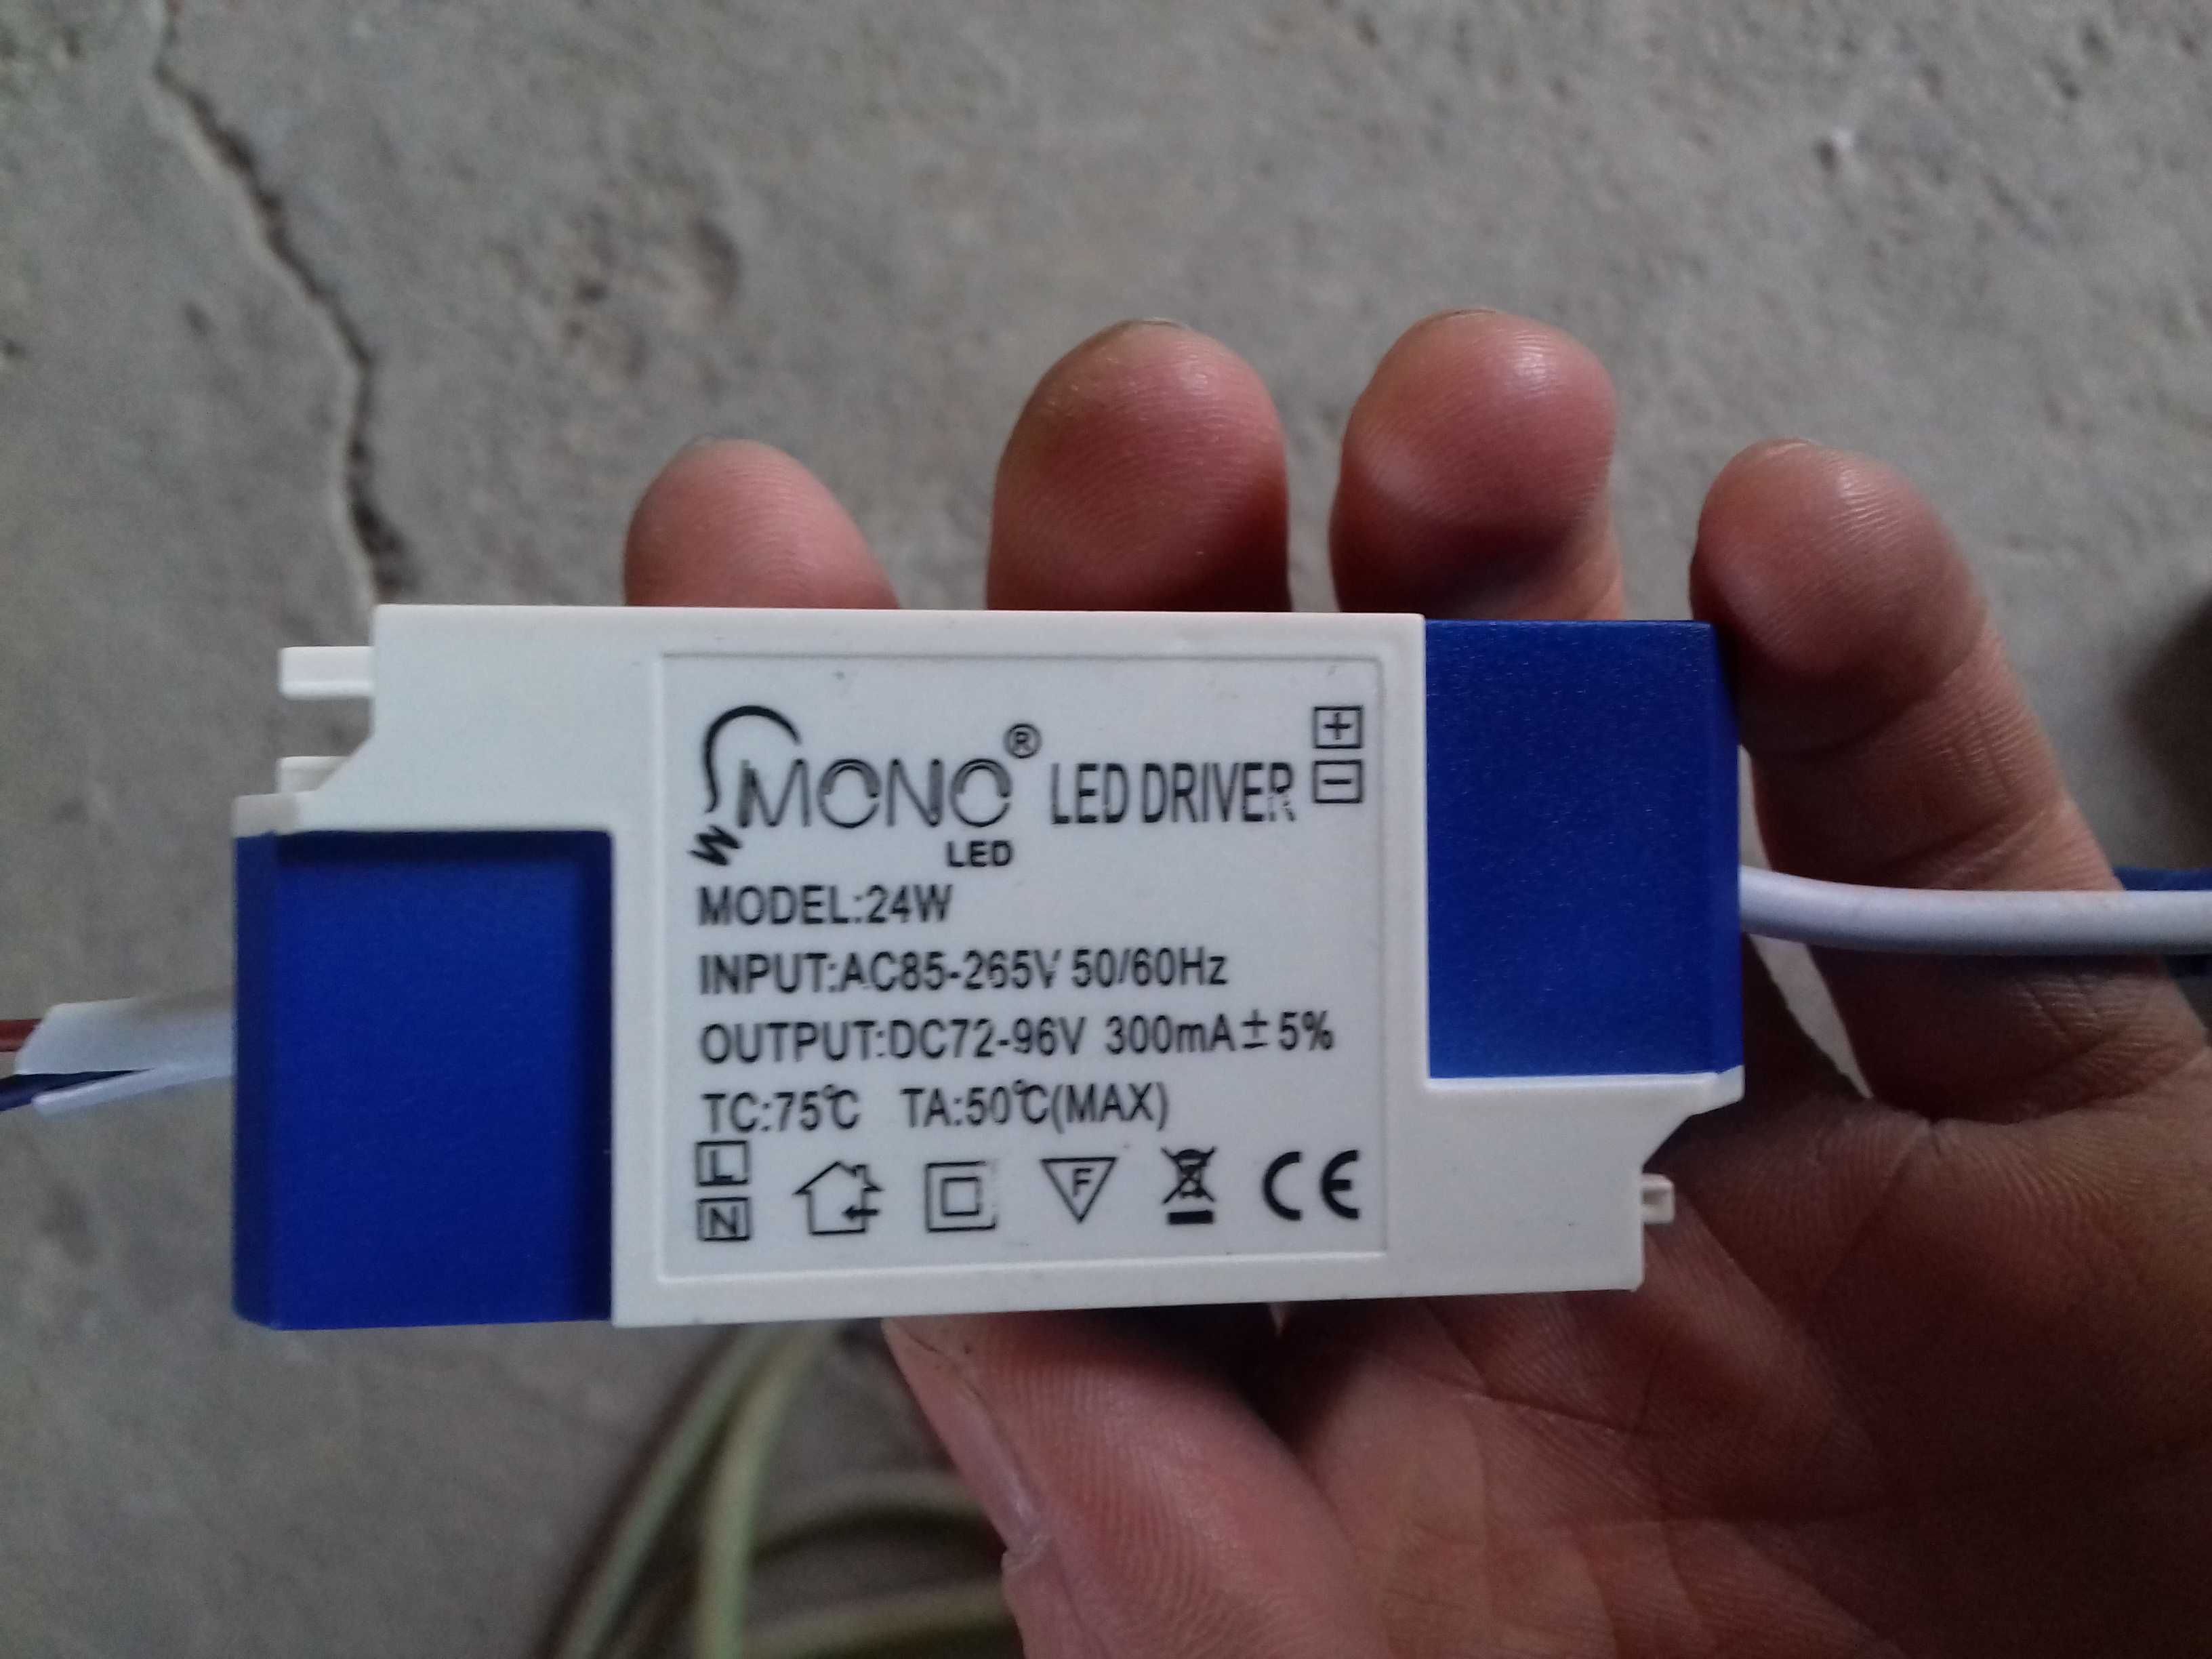 MONO® LED DRIVER + -
LED
MODEL:24W
INPUT:AC85-265V 50/60Hz
OUTPUT:DC72-96V 300mA±5%
TC:75℃ TA:50℃(MAX)
L
N F CE